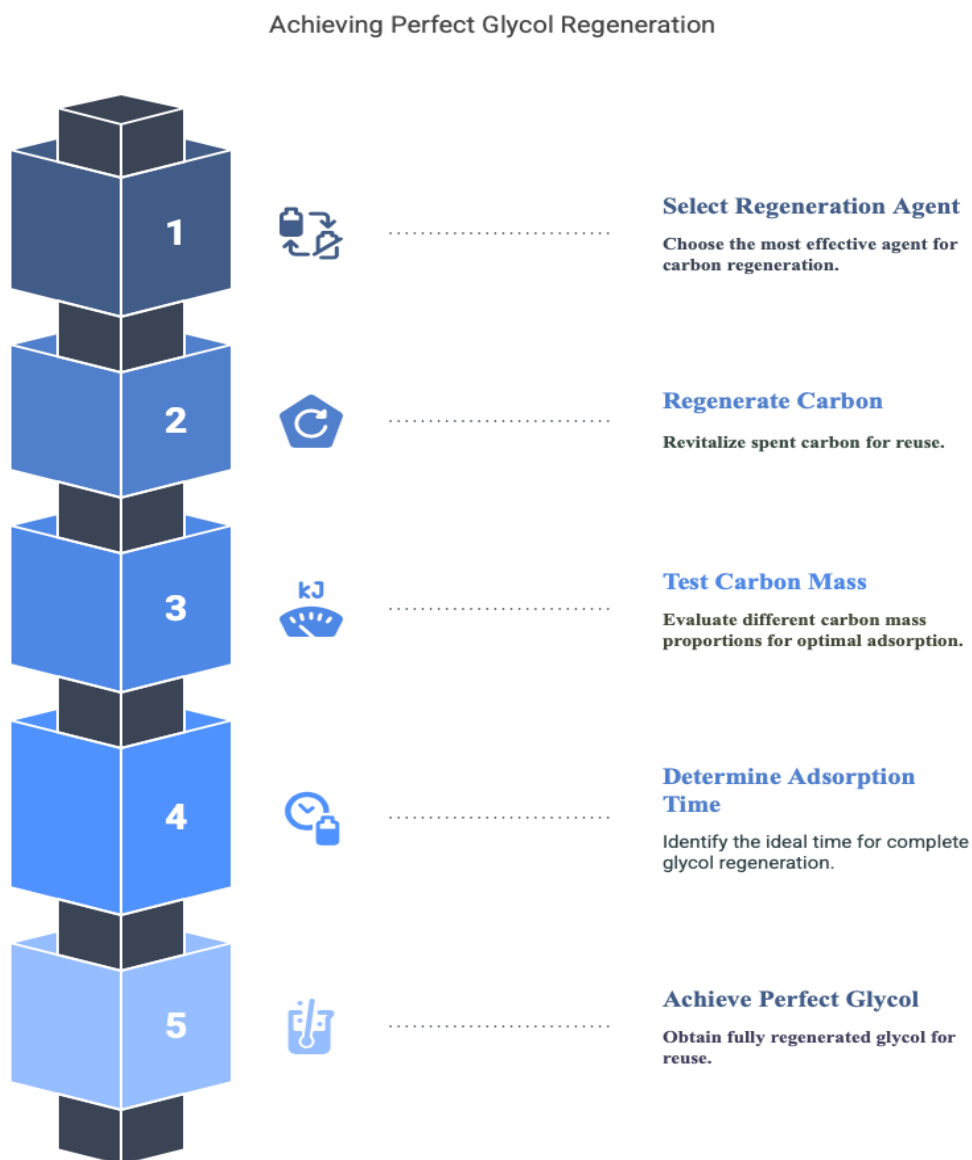 Achieving Perfect Glycol Regeneration
1
Select Regeneration Agent
Choose the most effective agent for
carbon regeneration.
2
Regenerate Carbon
Revitalize spent carbon for reuse.
3
kJ
Test Carbon Mass
Evaluate different carbon mass
proportions for optimal adsorption.
4
Determine Adsorption
Time
Identify the ideal time for complete
glycol regeneration.
5
Achieve Perfect Glycol
Obtain fully regenerated glycol for
reuse.